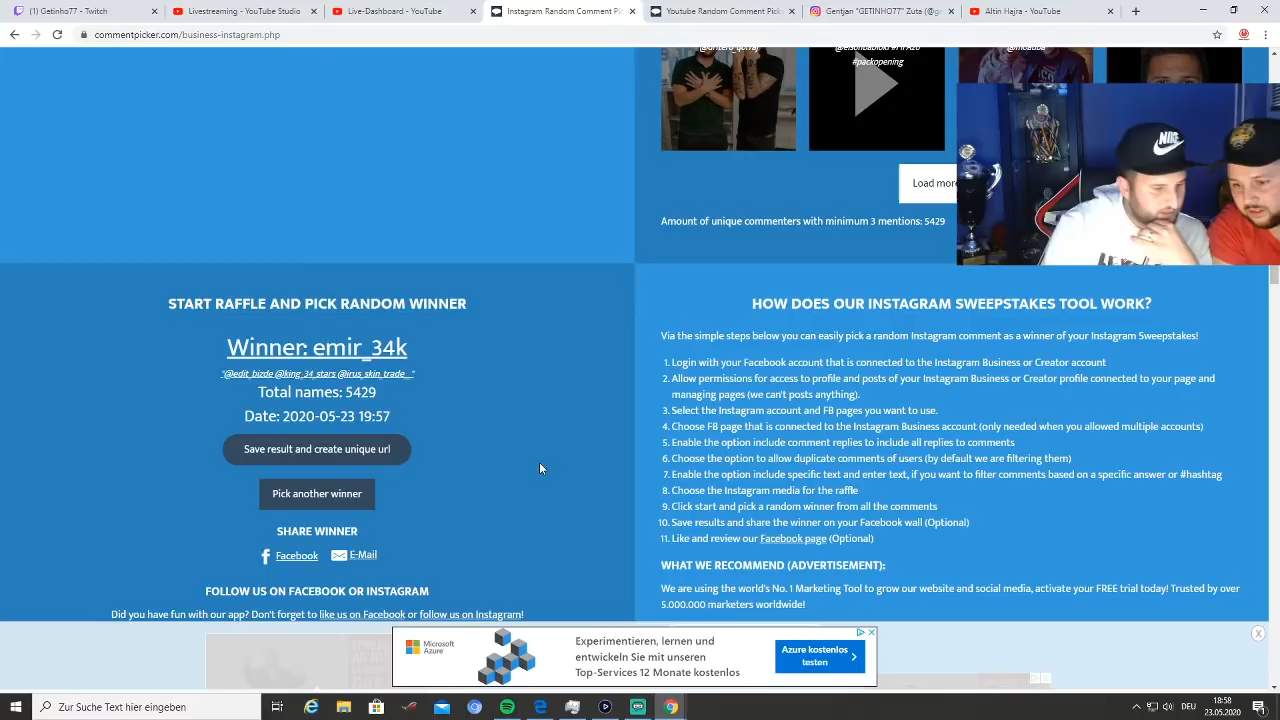 (1) Getinho77 - Twitch
Livestreaming - YouTube Studio
Live-Dashboard - YouTube
Instagram Random Comment Pi
Youtube Random Comment Picker
Gentjan "GETINHO77" Zuta (@g
Altin Hajra - YouTube
commentpicker.com/business-instagram.php
#packopening
Load more
Amount of unique commenters with minimum 3 mentions: 5429
START RAFFLE AND PICK RANDOM WINNER
Winner: emir_34k
"@edit_bizde @king_34_stars @irus_skin_trade__"
Total names: 5429
Date: 2020-05-23 19:57
Save result and create unique url
Pick another winner
SHARE WINNER
Facebook
E-Mail
FOLLOW US ON FACEBOOK OR INSTAGRAM
Did you have fun with our app? Don't forget to like us on Facebook or follow us on Instagram!
HOW DOES OUR INSTAGRAM SWEEPSTAKES TOOL WORK?
Via the simple steps below you can easily pick a random Instagram comment as a winner of your Instagram Sweepstakes!
1. Login with your Facebook account that is connected to the Instagram Business or Creator account
2. Allow permissions for access to profile and posts of your Instagram Business or Creator profile connected to your page and
managing pages (we can't posts anything).
3. Select the Instagram account and FB pages you want to use.
4. Choose FB page that is connected to the Instagram Business account (only needed when you allowed multiple accounts)
5. Enable the option include comment replies to include all replies to comments
6. Choose the option to allow duplicate comments of users (by default we are filtering them)
7. Enable the option include specific text and enter text, if you want to filter comments based on a specific answer or #hashtag
8. Choose the Instagram media for the raffle
9. Click start and pick a random winner from all the comments
10. Save results and share the winner on your Facebook wall (Optional)
11. Like and review our Facebook page (Optional)
WHAT WE RECOMMEND (ADVERTISEMENT):
We are using the world's No. 1 Marketing Tool to grow our website and social media, activate your FREE trial today! Trusted by over
5.000.000 marketers worldwide!
Microsoft
Azure
Experimentieren, lernen und
entwickeln Sie mit unseren
Top-Services 12 Monate kostenlos
Azure kostenlos
testen
Zur Suche Text hier eingeben
DEU
18:58
23.05.2020